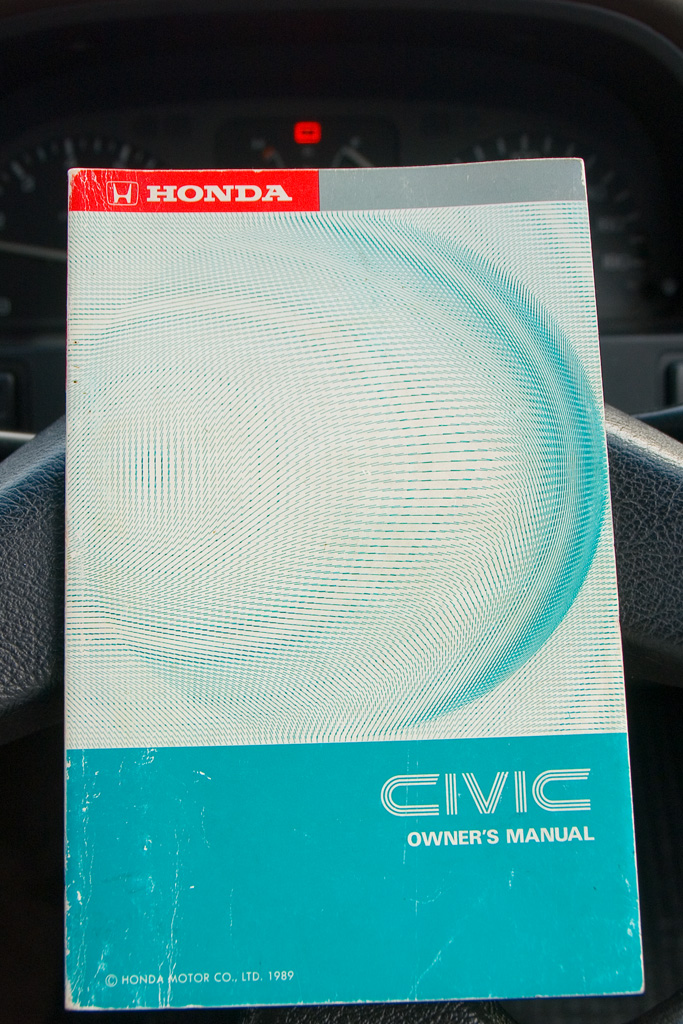 HONDA
CIVIC
OWNER'S MANUAL
© HONDA MOTOR CO., LTD. 1989